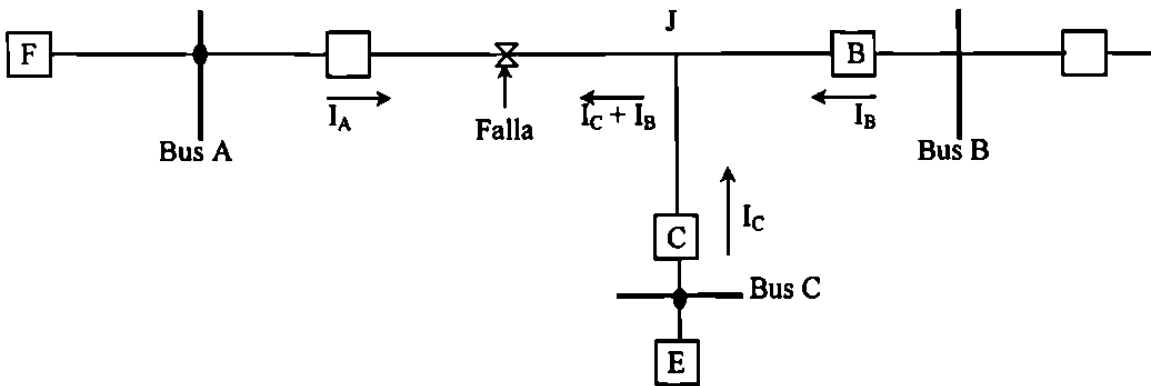 J
F
B
I_A
Falla
I_C + I_B
I_B
Bus A
Bus B
C
I_C
Bus C
E